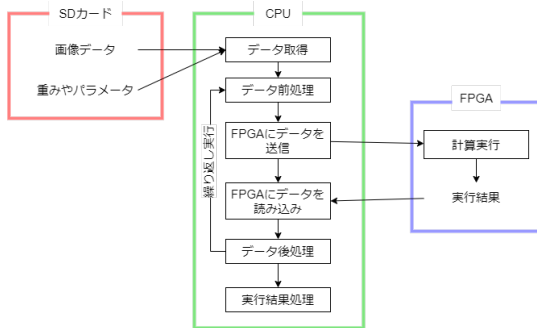 SDカード
画像データ
重みやパラメータ
CPU
データ取得
データ前処理
FPGAにデータを
送信
繰り返し実行
FPGAにデータを
読み込み
データ後処理
実行結果処理
FPGA
計算実行
実行結果